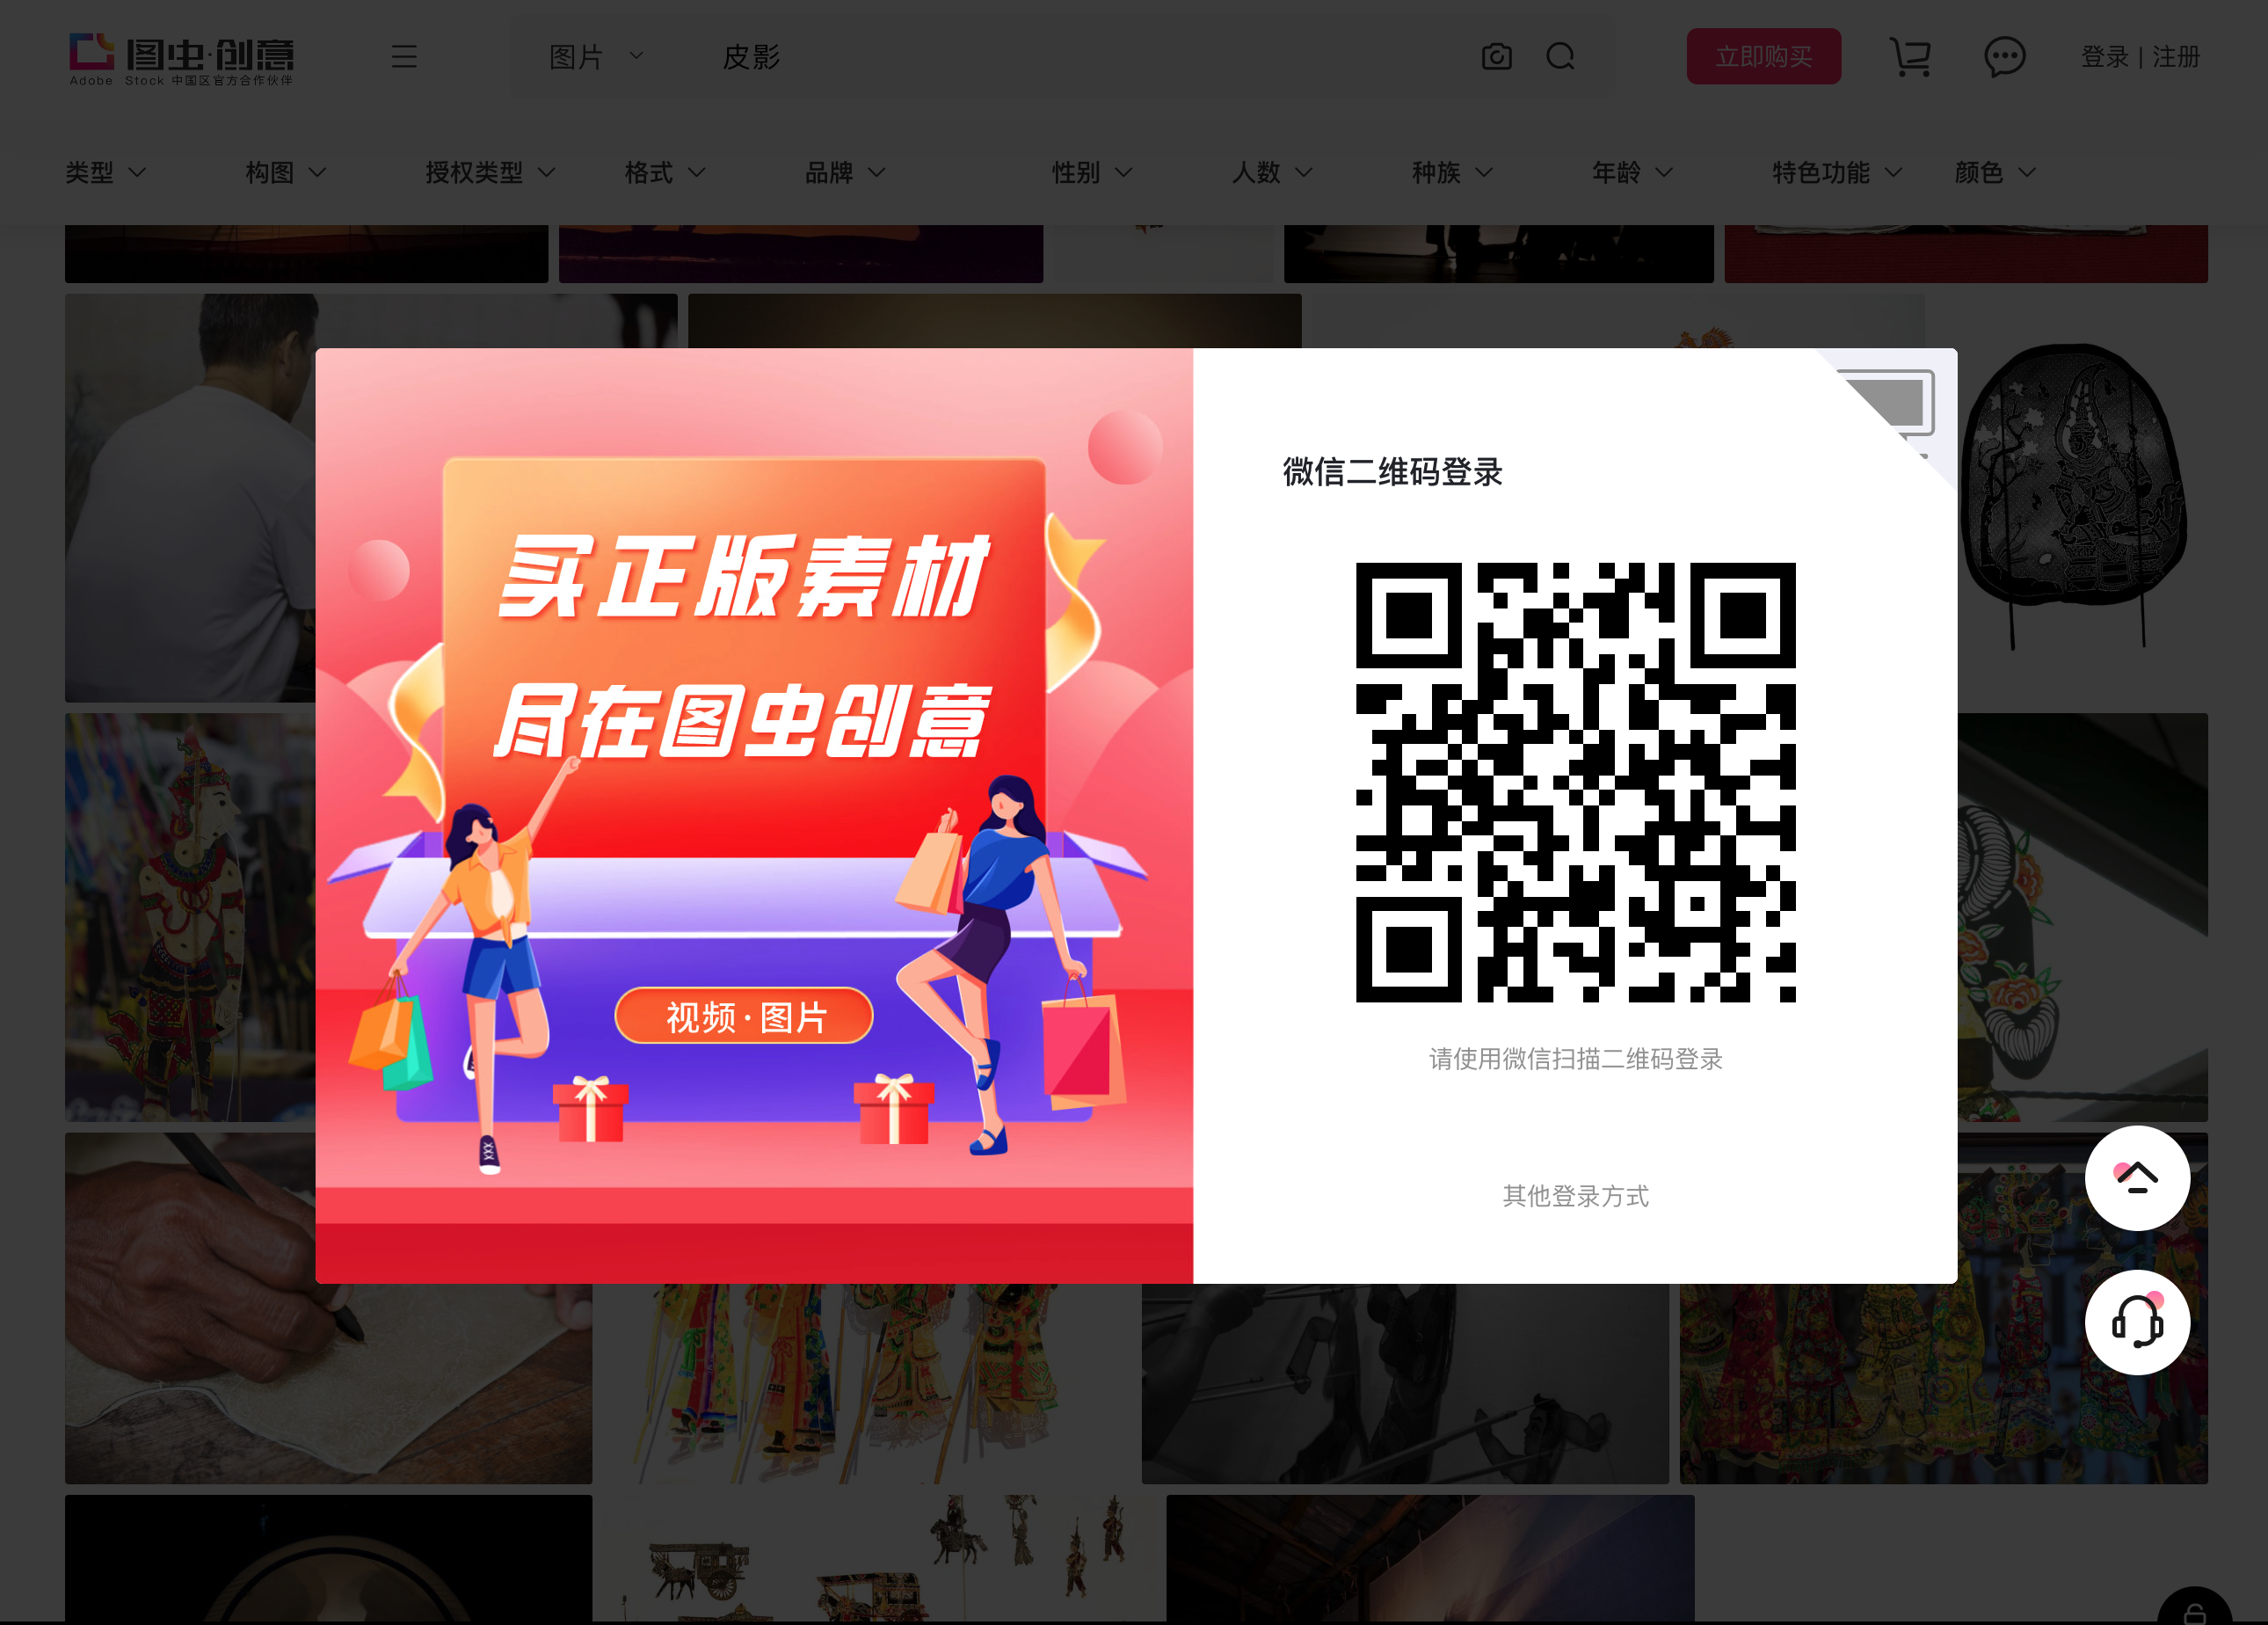 图虫·创意
Adobe Stock 中国区官方合作伙伴
图片
皮影
立即购买
登录 | 注册
类型
构图
授权类型
格式
品牌
性别
人数
种族
年龄
特色功能
颜色
买正版素材
尽在图虫创意
视频·图片
微信二维码登录
请使用微信扫描二维码登录
其他登录方式